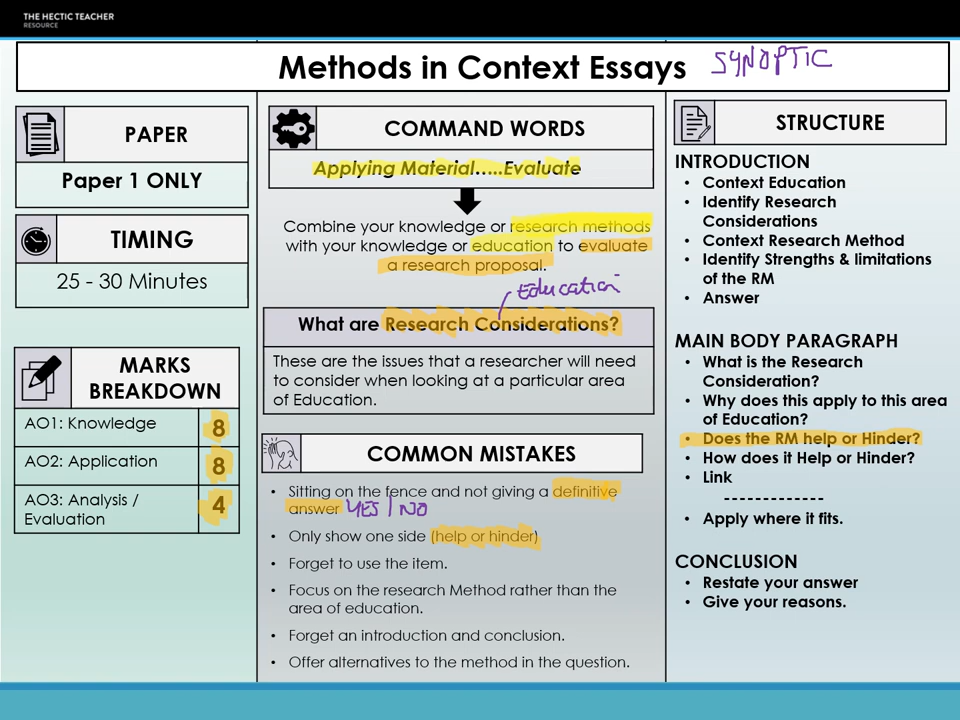 THE HECTIC TEACHER
RESOURCE
Methods in Context Essays
SYNOPTIC
PAPER
Paper 1 ONLY
TIMING
25 - 30 Minutes
MARKS
BREAKDOWN
AO1: Knowledge 8
AO2: Application 8
AO3: Analysis / 4
Evaluation
COMMAND WORDS
Applying Material…..Evaluate
Combine your knowledge or research methods
with your knowledge or education to evaluate
a research proposal.
Education
What are Research Considerations?
These are the issues that a researcher will need
to consider when looking at a particular area
of Education.
COMMON MISTAKES
• Sitting on the fence and not giving a definitive
answer YES | NO
• Only show one side (help or hinder)
• Forget to use the item.
• Focus on the research Method rather than the
area of education.
• Forget an introduction and conclusion.
• Offer alternatives to the method in the question.
STRUCTURE
INTRODUCTION
• Context Education
• Identify Research
Considerations
• Context Research Method
• Identify Strengths & limitations
of the RM
• Answer
MAIN BODY PARAGRAPH
• What is the Research
Consideration?
• Why does this apply to this area
of Education?
• Does the RM help or Hinder?
• How does it Help or Hinder?
• Link
-------------
• Apply where it fits.
CONCLUSION
• Restate your answer
• Give your reasons.